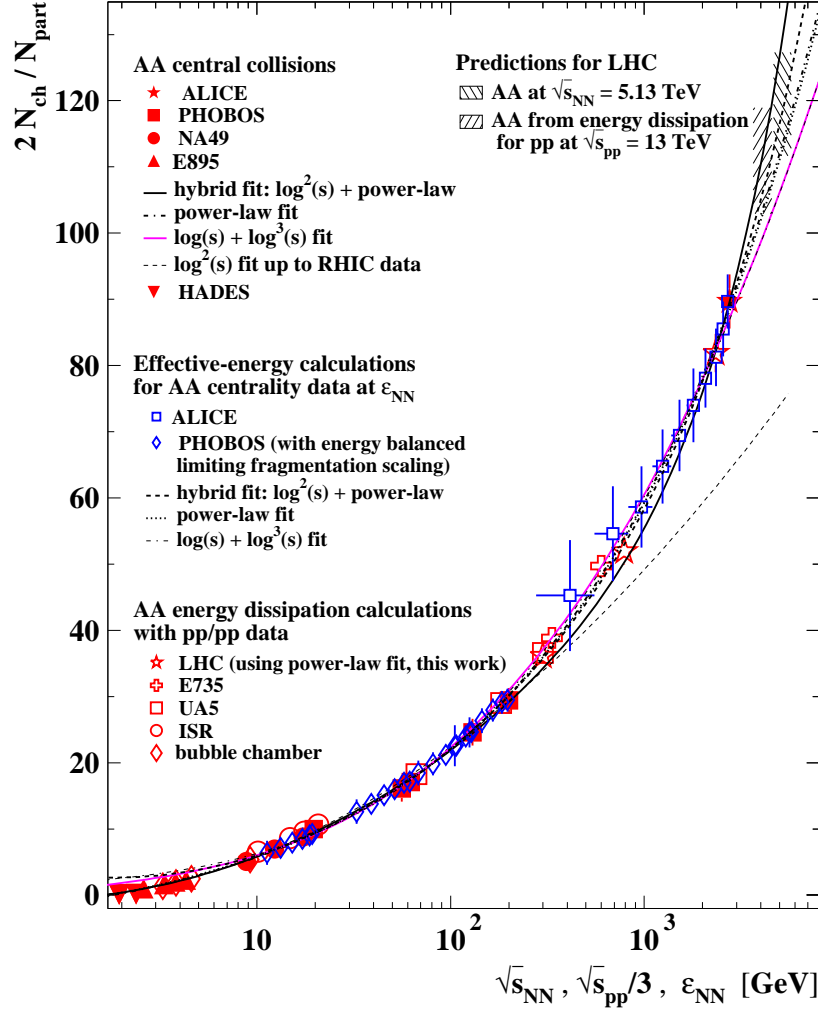 2 N_ch / N_part
120
100
80
60
40
20
0
10
10²
10³
√s_NN , √s_pp/3 , ε_NN [GeV]
AA central collisions
ALICE
PHOBOS
NA49
E895
hybrid fit: log²(s) + power-law
power-law fit
log(s) + log³(s) fit
log²(s) fit up to RHIC data
HADES
Predictions for LHC
AA at √s_NN = 5.13 TeV
AA from energy dissipation
for pp at √s_pp = 13 TeV
Effective-energy calculations
for AA centrality data at ε_NN
ALICE
PHOBOS (with energy balanced
limiting fragmentation scaling)
hybrid fit: log²(s) + power-law
power-law fit
log(s) + log³(s) fit
AA energy dissipation calculations
with pp/pp data
LHC (using power-law fit, this work)
E735
UA5
ISR
bubble chamber